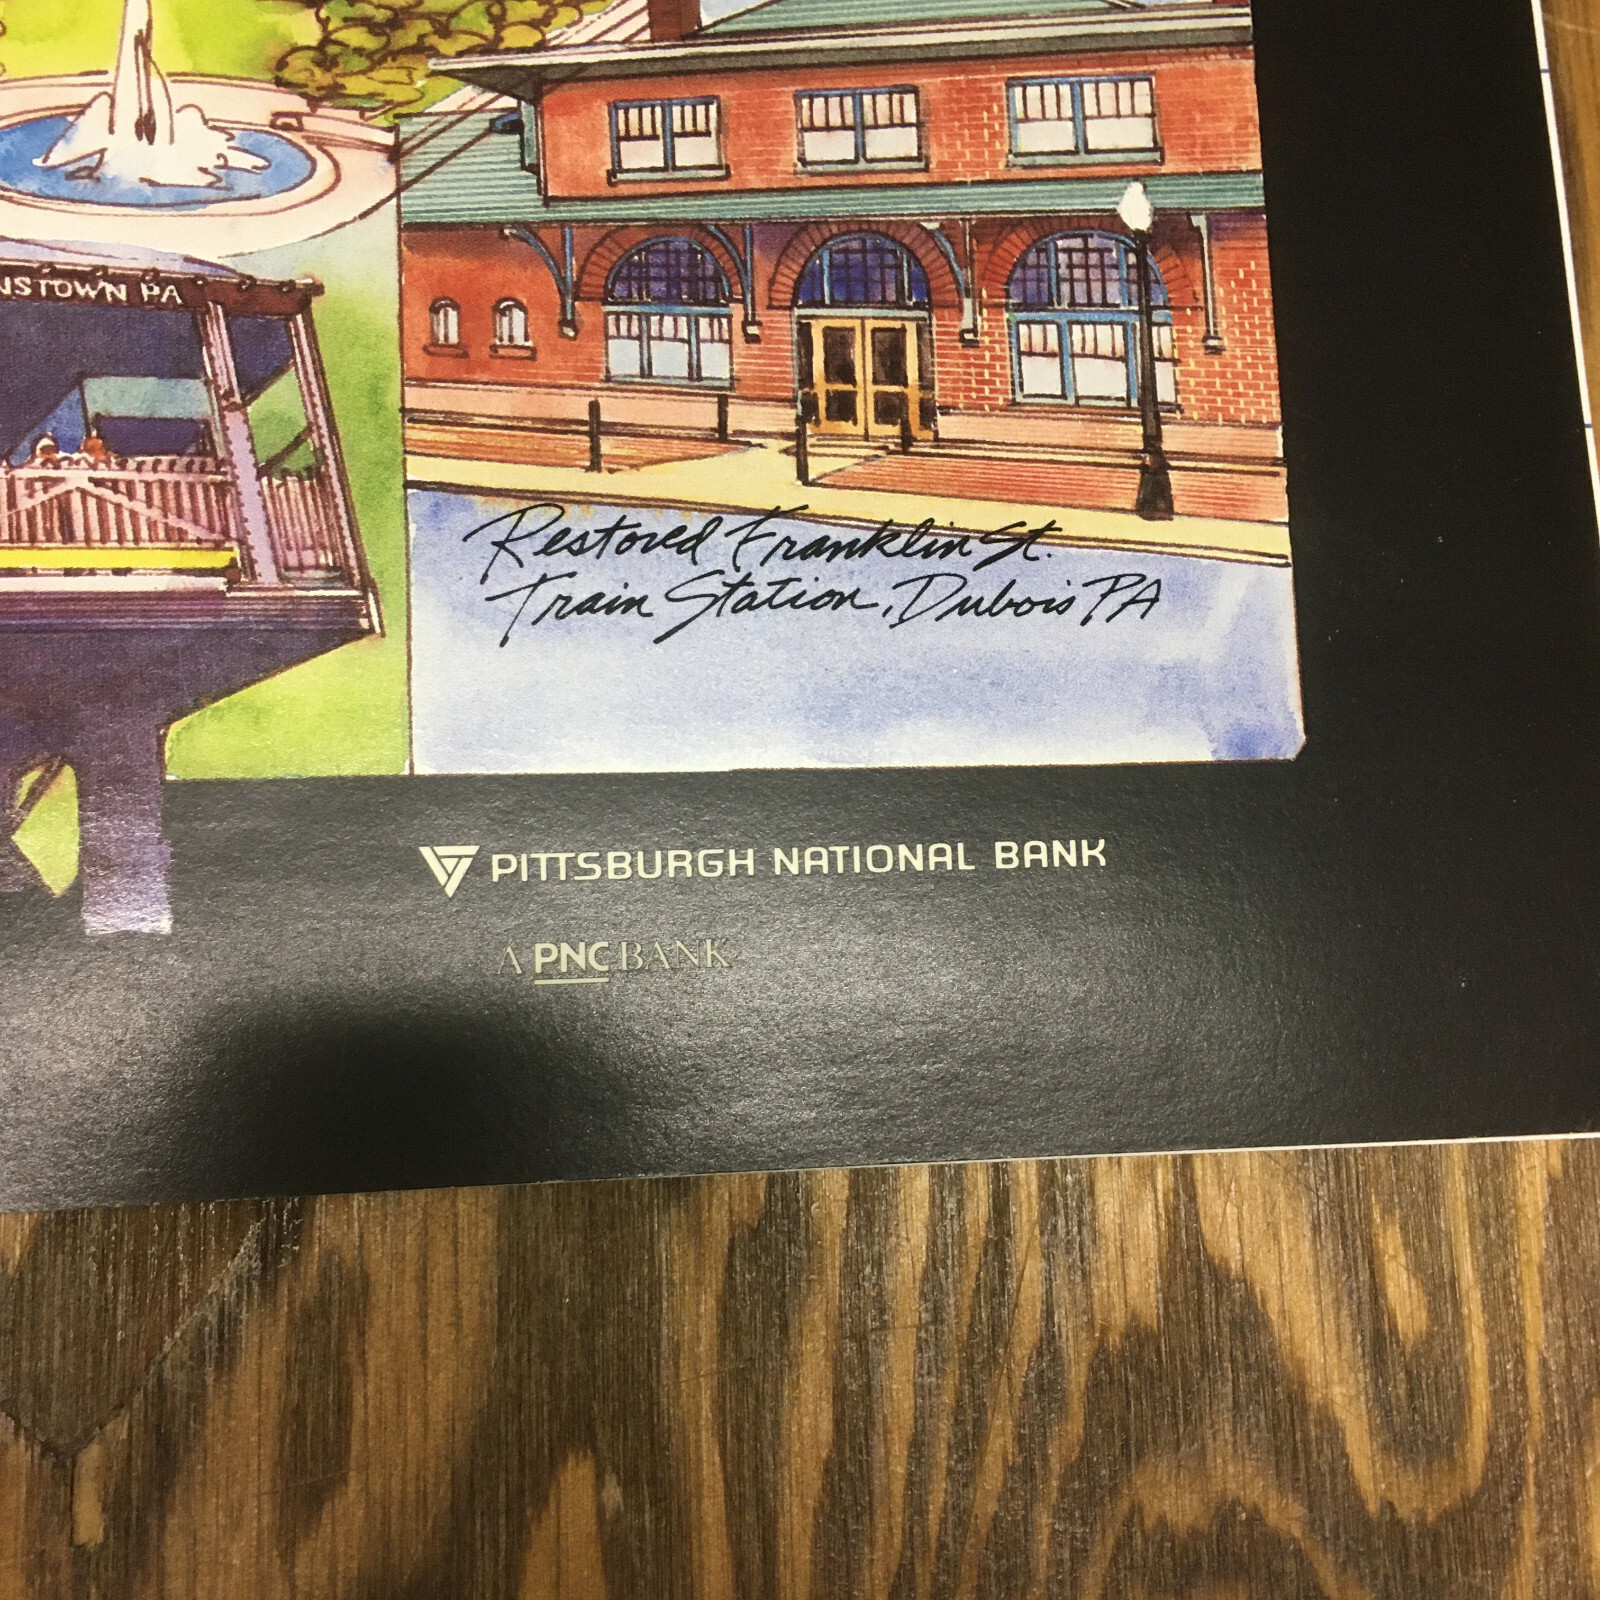 NSTOWN PA
Restored Franklin St.
Train Station, Dubois PA
PITTSBURGH NATIONAL BANK
A PNC BANK